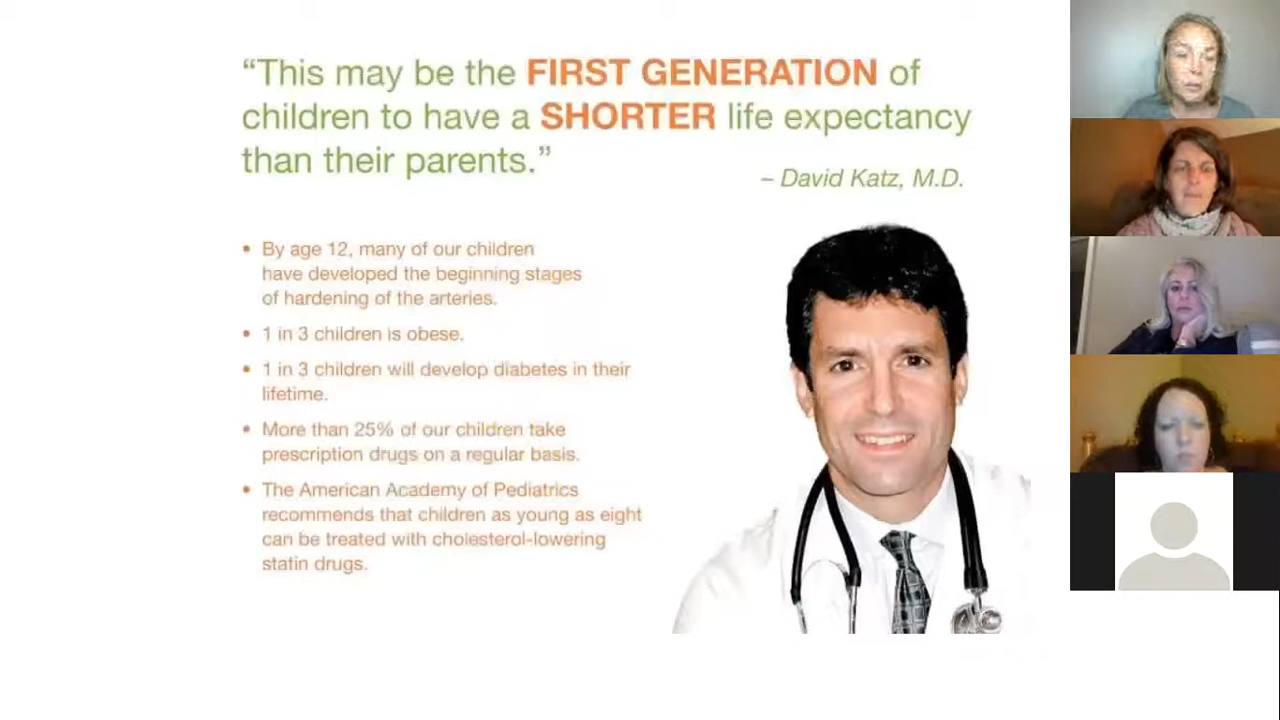 “This may be the FIRST GENERATION of
children to have a SHORTER life expectancy
than their parents.”
– David Katz, M.D.
• By age 12, many of our children
have developed the beginning stages
of hardening of the arteries.
• 1 in 3 children is obese.
• 1 in 3 children will develop diabetes in their
lifetime.
• More than 25% of our children take
prescription drugs on a regular basis.
• The American Academy of Pediatrics
recommends that children as young as eight
can be treated with cholesterol-lowering
statin drugs.